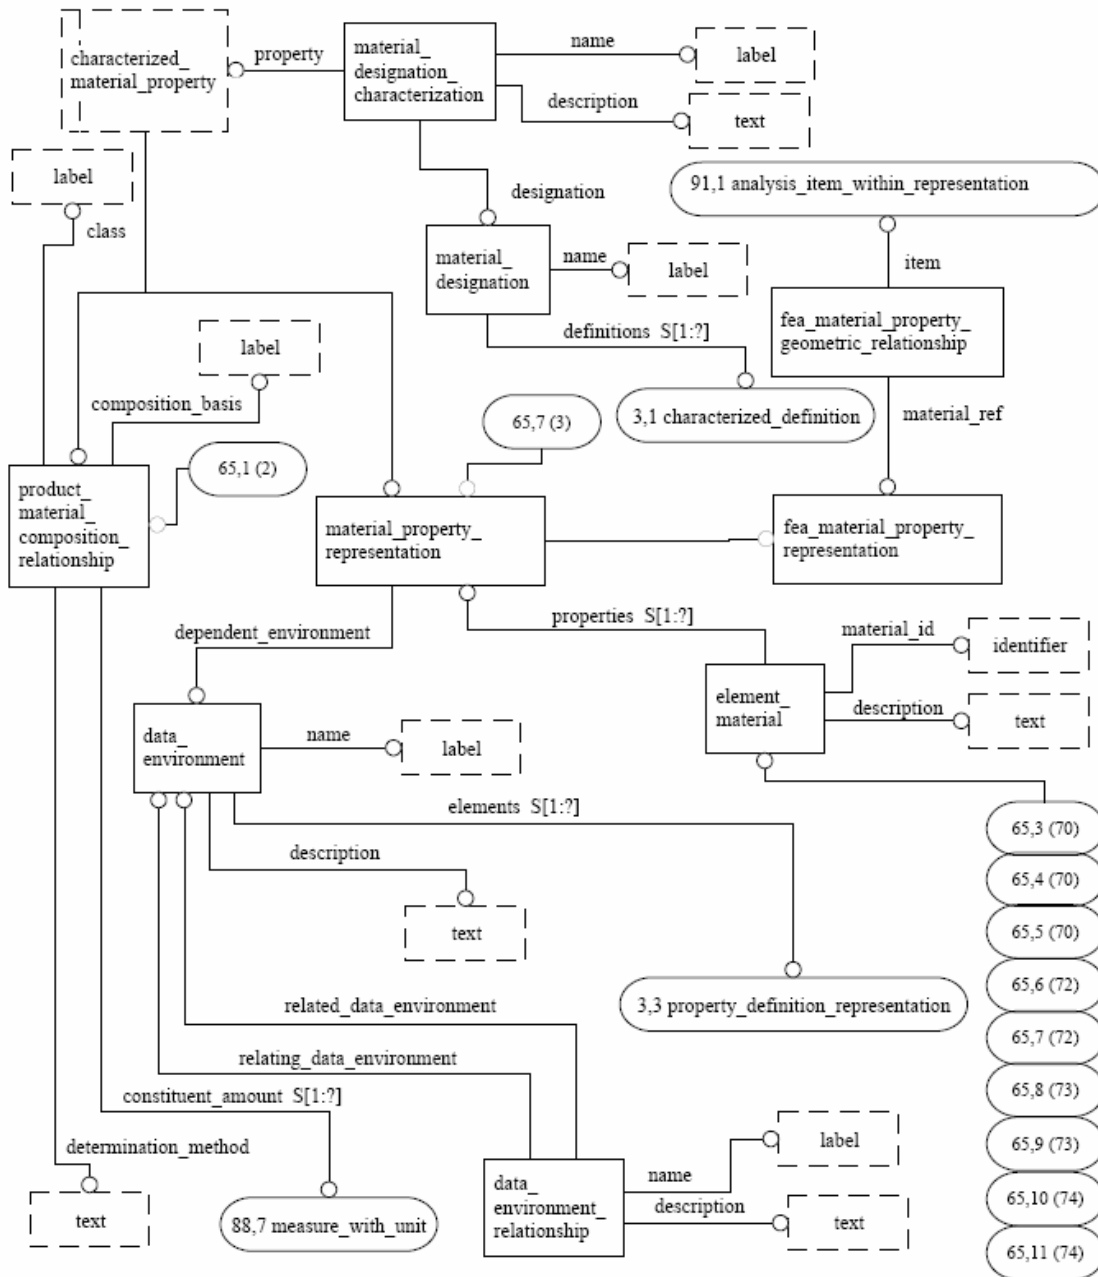 characterized_
material_property
property
material_
designation_
characterization
name
label
description
text
label
class
designation
91,1 analysis_item_within_representation
material_
designation
name
label
item
fea_material_property_
geometric_relationship
label
definitions S[1:?]
composition_basis
65,7 (3)
3,1 characterized_definition
material_ref
65,1 (2)
product_
material_
composition_
relationship
material_property_
representation
fea_material_property_
representation
dependent_environment
properties S[1:?]
material_id
identifier
element_
material
description
text
data_
environment
name
label
elements S[1:?]
65,3 (70)
description
65,4 (70)
text
65,5 (70)
65,6 (72)
related_data_environment
3,3 property_definition_representation
65,7 (72)
relating_data_environment
constituent_amount S[1:?]
65,8 (73)
determination_method
label
65,9 (73)
data_
environment_
relationship
name
65,10 (74)
description
text
text
88,7 measure_with_unit
65,11 (74)